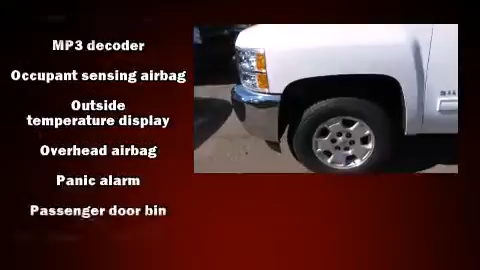 MP3 decoder
Occupant sensing airbag
Outside
temperature display
Overhead airbag
Panic alarm
Passenger door bin